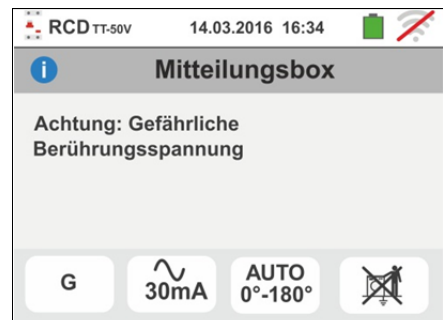 RCD TT-50V 14.03.2016 16:34
i Mitteilungsbox
Achtung: Gefährliche
Berührungsspannung
G 30mA AUTO
0°-180°